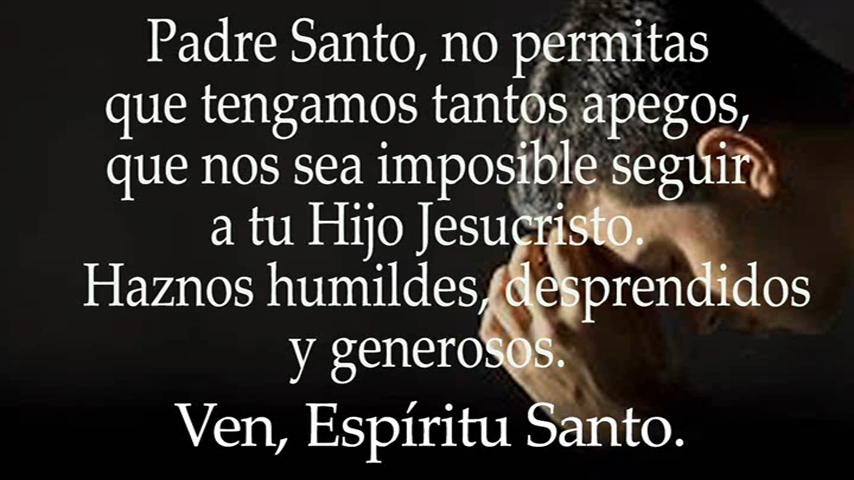 Padre Santo, no permitas
que tengamos tantos apegos,
que nos sea imposible seguir
a tu Hijo Jesucristo.
Haznos humildes, desprendidos
y generosos.
Ven, Espíritu Santo.